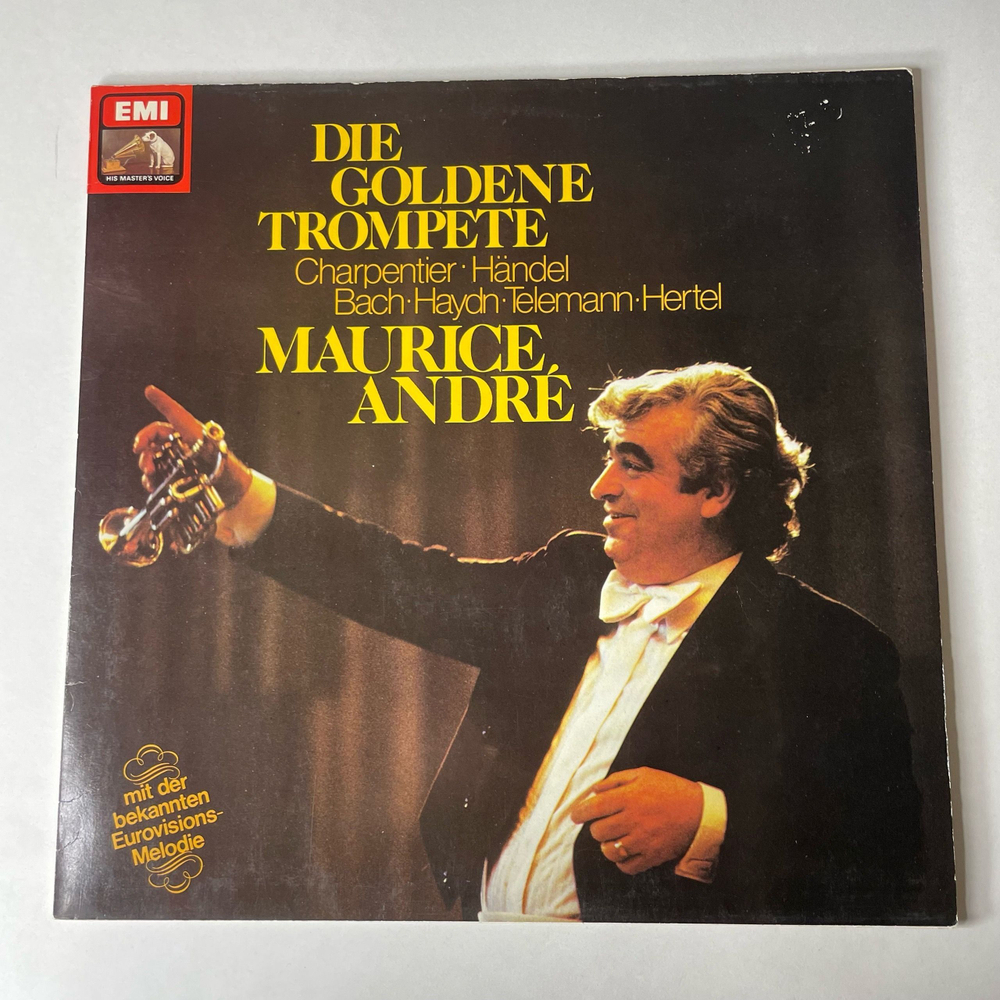 EMI
HIS MASTER'S VOICE
DIE
GOLDENE
TROMPETE
Charpentier · Händel
Bach · Haydn · Telemann · Hertel
MAURICE
ANDRÉ
mit der
bekannten
Eurovisions-
Melodie